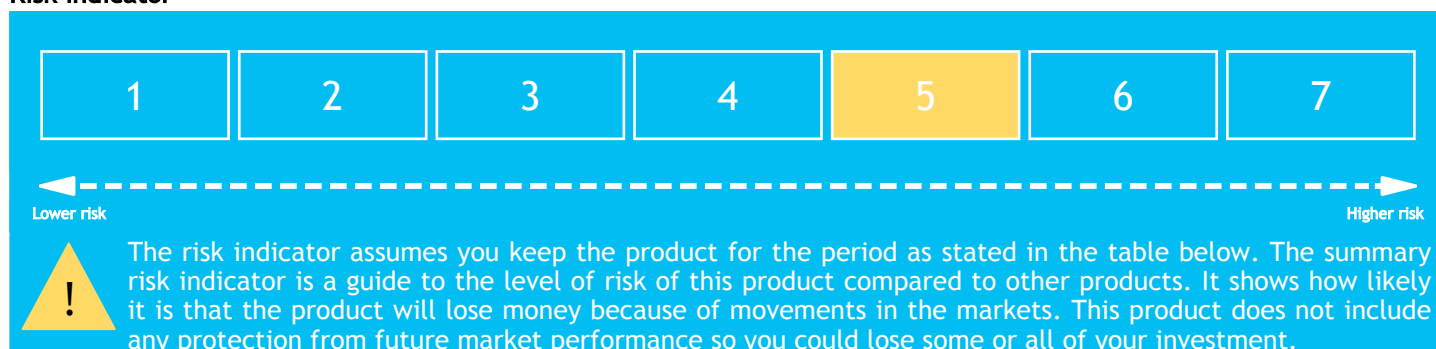 Risk indicator
1 2 3 4 5 6 7
Lower risk Higher risk
The risk indicator assumes you keep the product for the period as stated in the table below. The summary
risk indicator is a guide to the level of risk of this product compared to other products. It shows how likely
! it is that the product will lose money because of movements in the markets. This product does not include
any protection from future market performance so you could lose some or all of your investment.